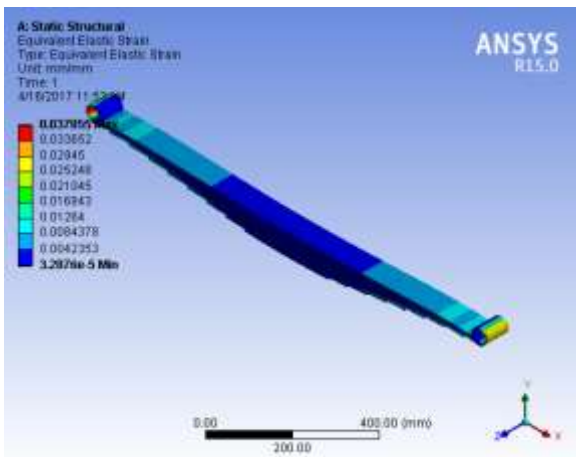 A: Static Structural
Equivalent Elastic Strain
Type: Equivalent Elastic Strain
Unit: mm/mm
Time: 1
ANSYS
R15.0
0.037855 Max
0.033652
0.02945
0.025248
0.021045
0.016843
0.01264
0.0084378
0.0042353
3.2876e-5 Min
0.00
400.00 (mm)
200.00
Y
Z
X